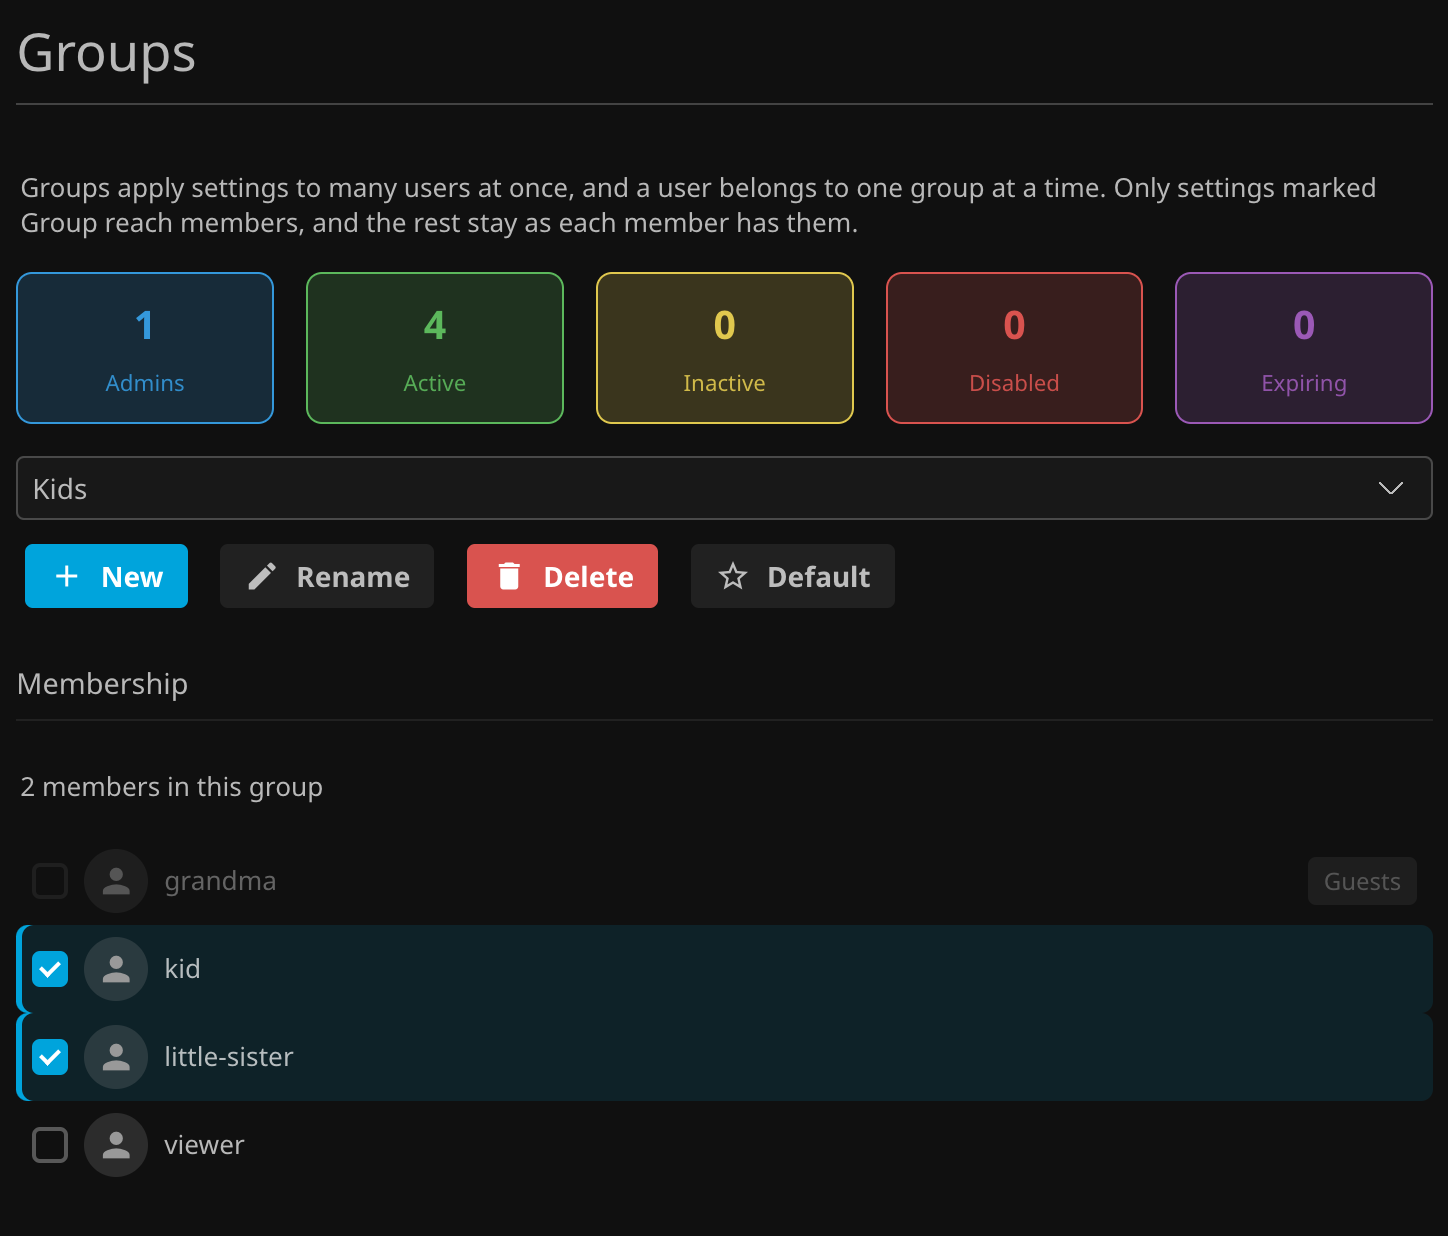 Groups
Groups apply settings to many users at once, and a user belongs to one group at a time. Only settings marked
Group reach members, and the rest stay as each member has them.
1
Admins
4
Active
0
Inactive
0
Disabled
0
Expiring
Kids
New
Rename
Delete
Default
Membership
2 members in this group
grandma
Guests
kid
little-sister
viewer